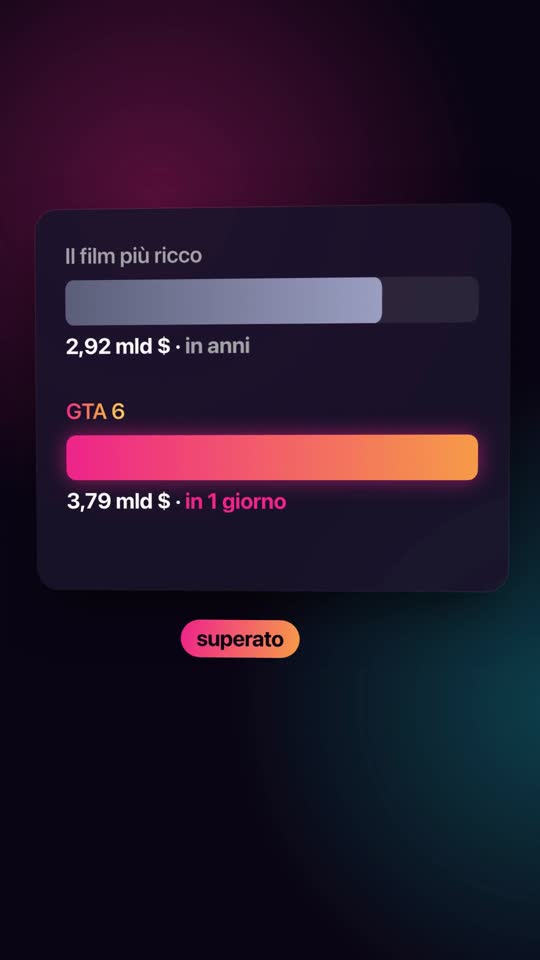 Il film più ricco
2,92 mld $ · in anni
GTA 6
3,79 mld $ · in 1 giorno
superato